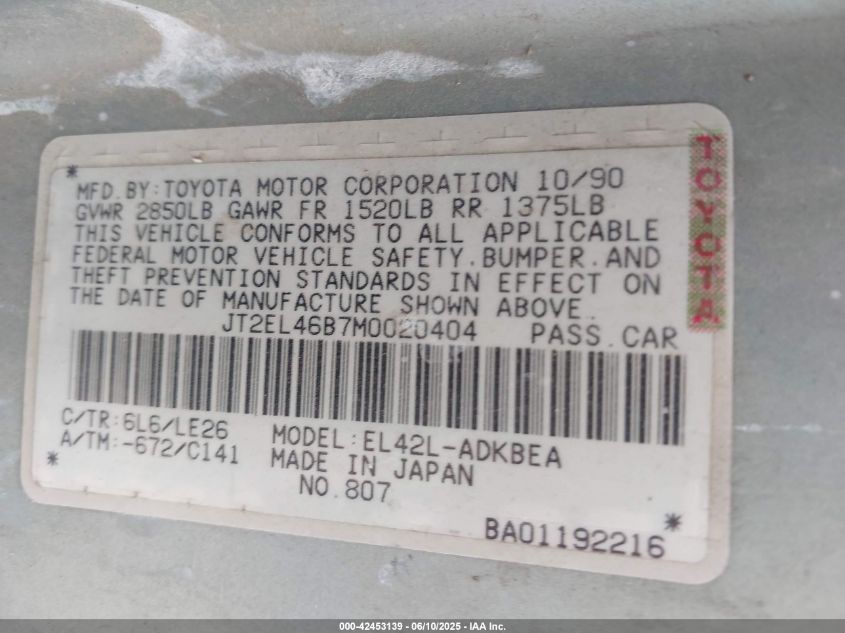 *
MFD. BY: TOYOTA MOTOR CORPORATION 10/90
GVWR 2850LB GAWR FR 1520LB RR 1375LB
THIS VEHICLE CONFORMS TO ALL APPLICABLE
FEDERAL MOTOR VEHICLE SAFETY. BUMPER. AND
THEFT PREVENTION STANDARDS IN EFFECT ON
THE DATE OF MANUFACTURE SHOWN ABOVE.
JT2EL46B7M0020404 PASS. CAR
TOYOTA
C/TR: 6L6/LE26
A/TM: -672/C141
MODEL: EL42L-ADKBEA
MADE IN JAPAN
NO. 807
*
*
BA01192216
000-42453139 - 06/10/2025 - IAA Inc.